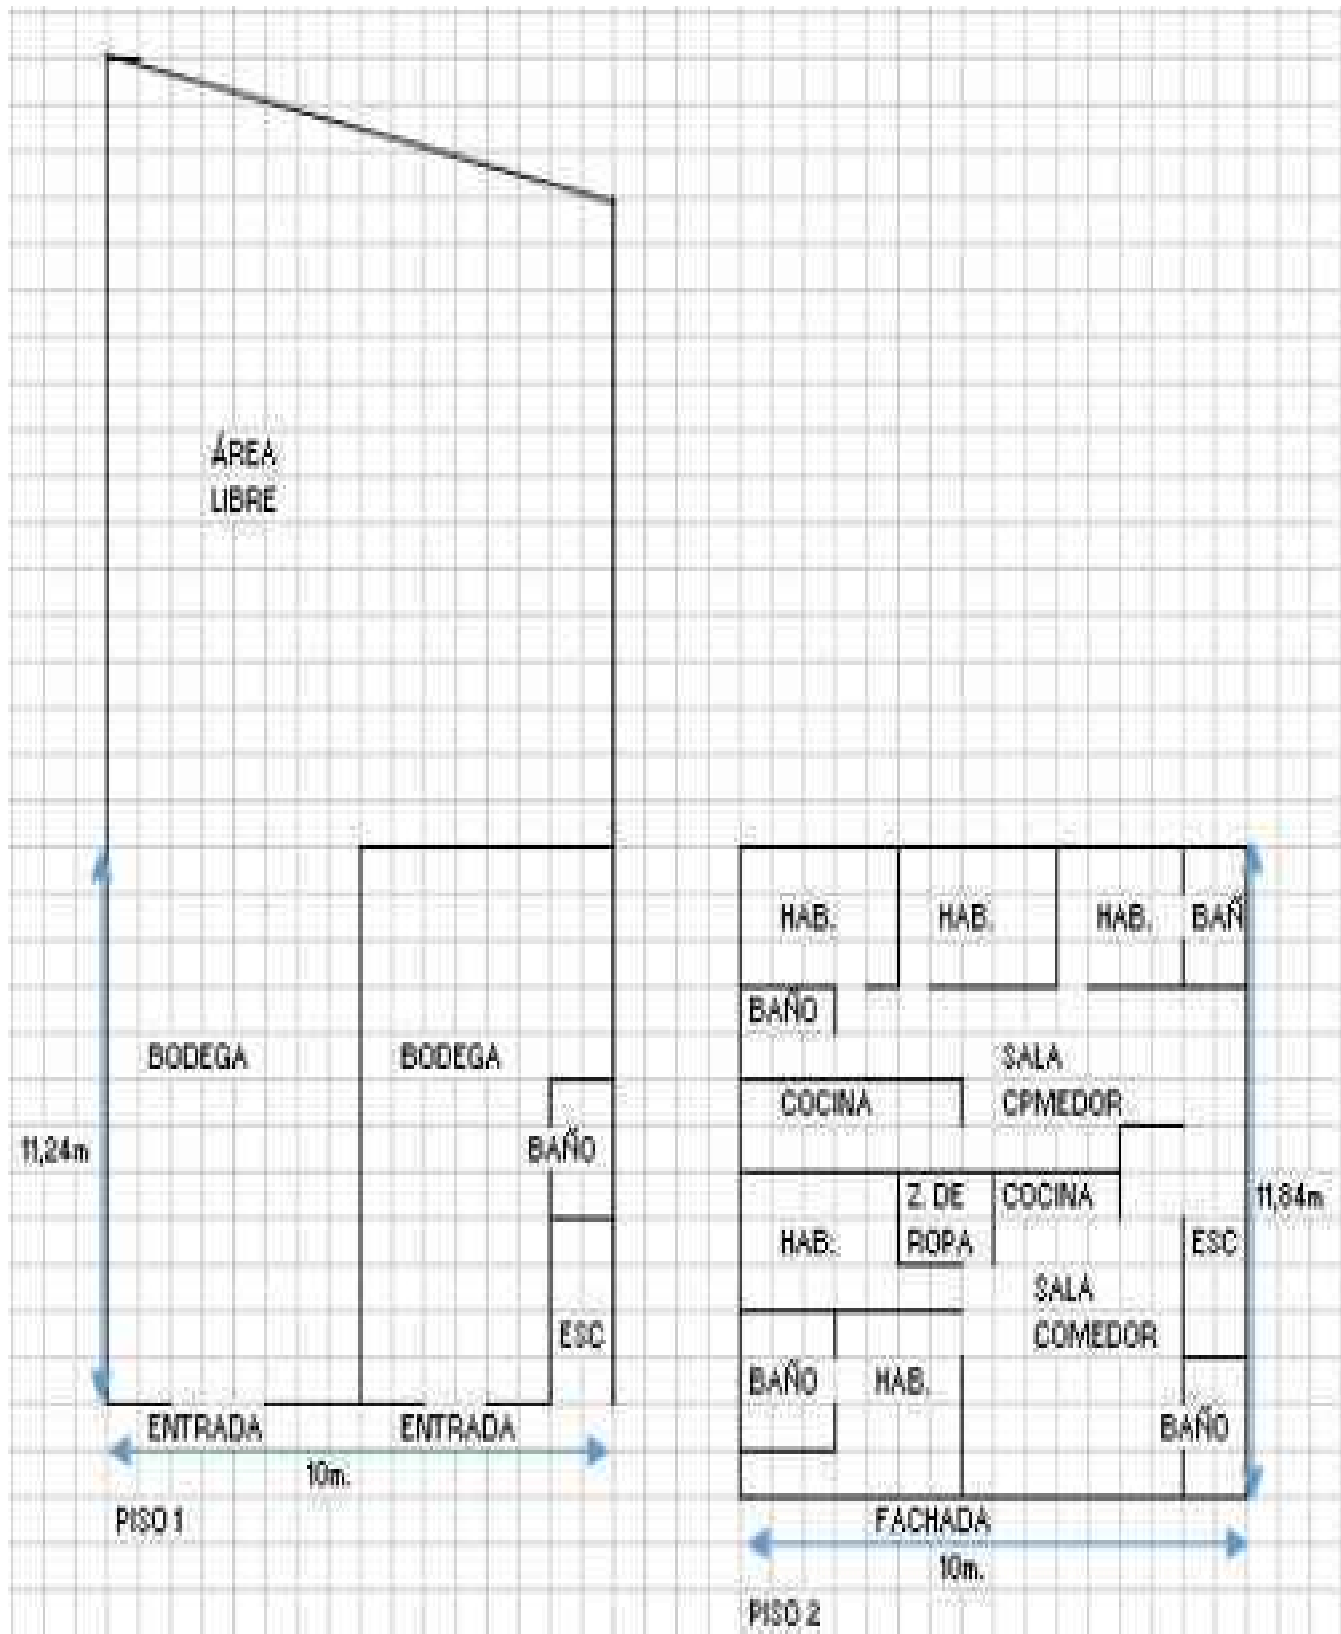 ÁREA
LIBRE
BODEGA
BODEGA
BAÑO
11,24m
ESC
ENTRADA
ENTRADA
10m.
PISO 1
HAB.
HAB.
HAB.
BAÑ
BAÑO
SALA
CPMEDOR
COCINA
Z. DE
ROPA
COCINA
HAB.
ESC
11,84m
SALA
COMEDOR
BAÑO
HAB.
BAÑO
FACHADA
10m.
PISO 2